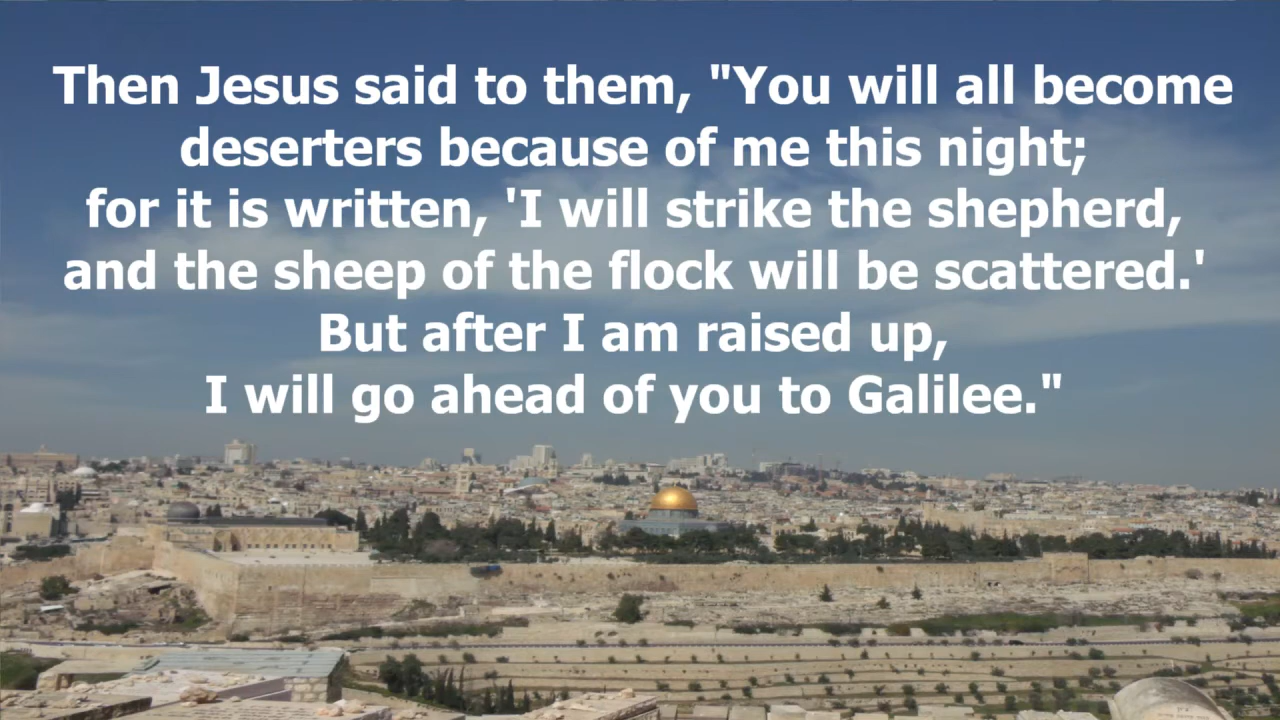 Then Jesus said to them, "You will all become
deserters because of me this night;
for it is written, 'I will strike the shepherd,
and the sheep of the flock will be scattered.'
But after I am raised up,
I will go ahead of you to Galilee."